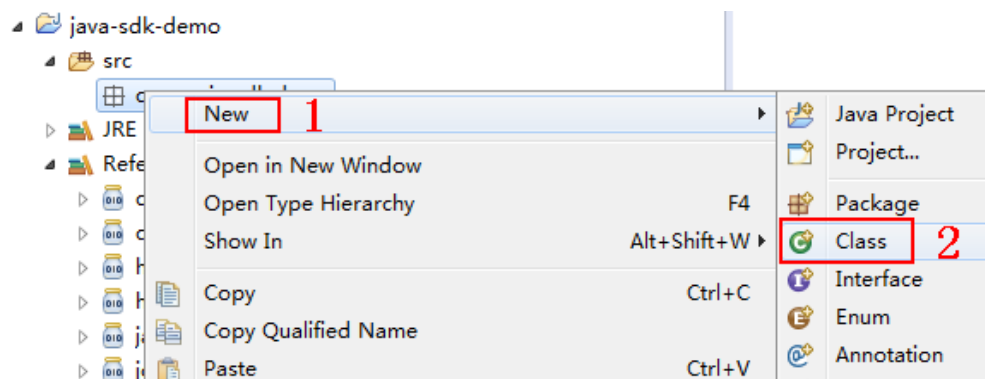 java-sdk-demo
src
New 1
JRE
Open in New Window
Open Type Hierarchy F4
Show In Alt+Shift+W
Copy Ctrl+C
Copy Qualified Name
Paste Ctrl+V
Java Project
Project...
Package
Class 2
Interface
Enum
Annotation